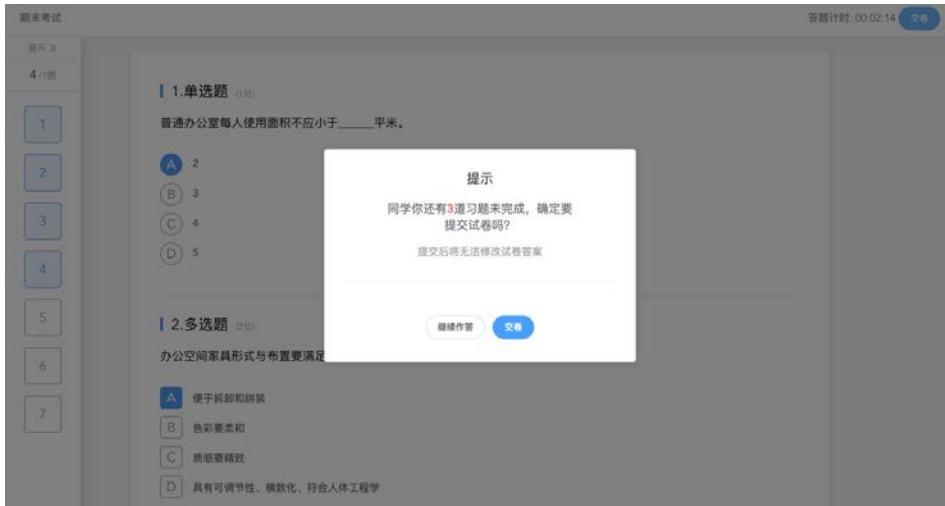 期末考试
答题计时: 00:02:14 交卷
展开 »
4 /7题
1
2
3
4
5
6
7
1.单选题 (1分)
普通办公室每人使用面积不应小于_____平米。
A 2
B 3
C 4
D 5
提示
同学你还有3道习题未完成，确定要
提交试卷吗?
提交后将无法修改试卷答案
继续作答 交卷
2.多选题 (2分)
办公空间家具形式与布置要满足
A 便于拆卸和拼装
B 色彩要柔和
C 质感要精致
D 具有可调节性、模数化、符合人体工程学